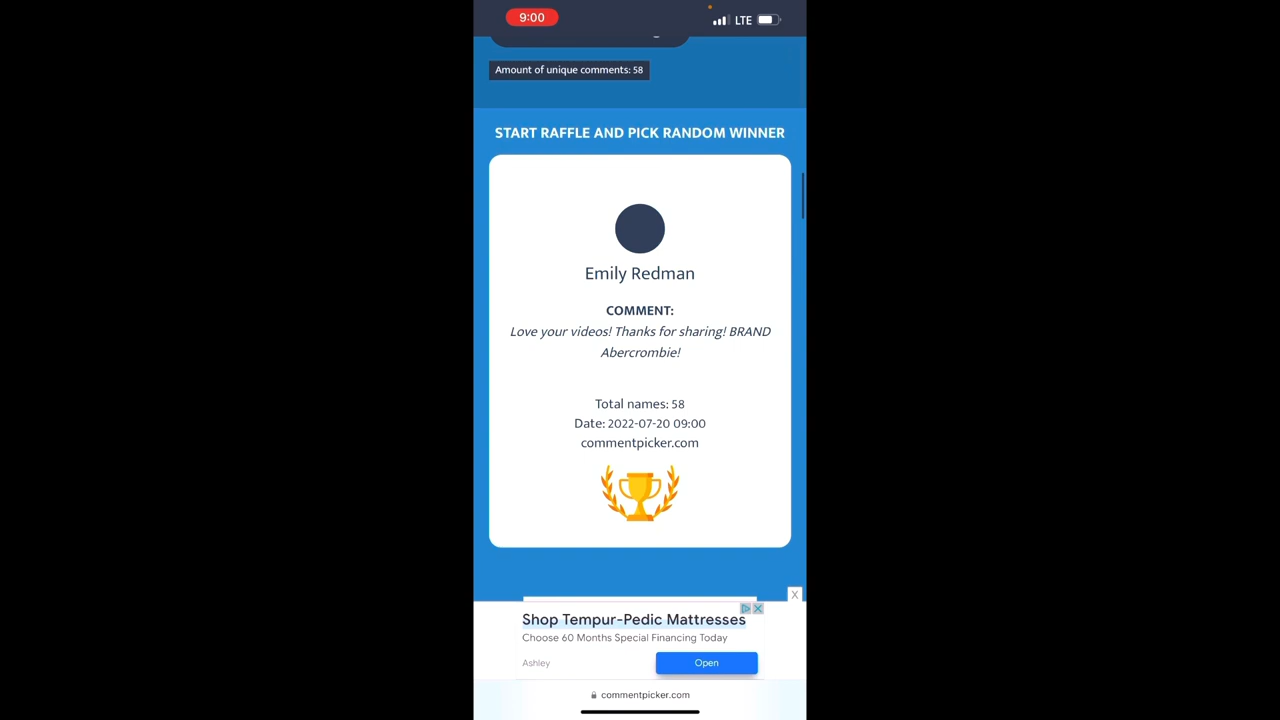 9:00
LTE
Amount of unique comments: 58
START RAFFLE AND PICK RANDOM WINNER
Emily Redman
COMMENT:
Love your videos! Thanks for sharing! BRAND
Abercrombie!
Total names: 58
Date: 2022-07-20 09:00
commentpicker.com
X
Shop Tempur-Pedic Mattresses
Choose 60 Months Special Financing Today
Ashley
Open
commentpicker.com